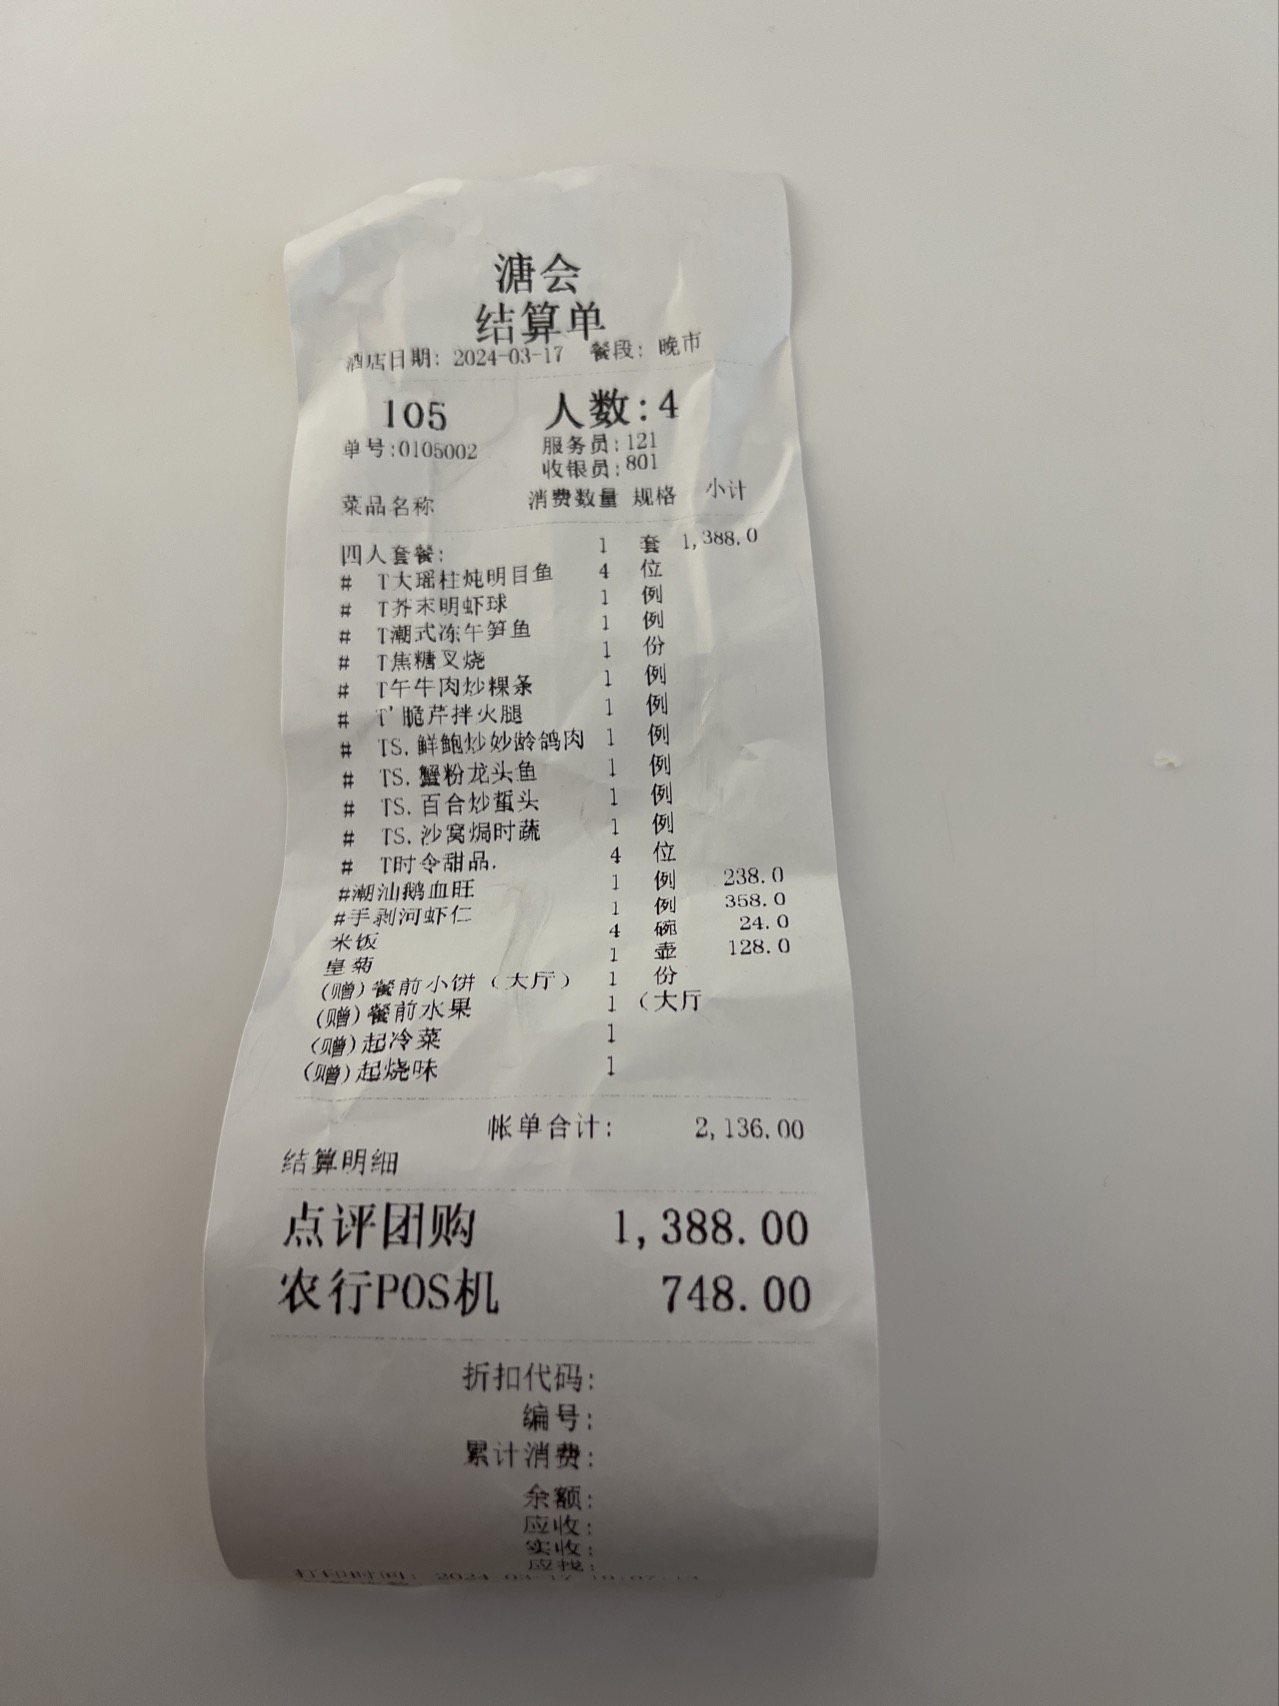 溏会
结算单
酒店日期: 2024-03-17 餐段: 晚市
105 人数:4
单号:0105002 服务员:121
收银员:801
菜品名称 消费数量 规格 小计
四人套餐: 1 套 1,388.0
# T大瑶柱炖明目鱼 4 位
# T芥末明虾球 1 例
# T潮式冻午笋鱼 1 例
# T焦糖叉烧 1 份
# T午牛肉炒粿条 1 例
# T'脆芹拌火腿 1 例
# TS.鲜鲍炒妙龄鸽肉 1 例
# TS.蟹粉龙头鱼 1 例
# TS.百合炒蜇头 1 例
# TS.沙窝焗时蔬 1 例
# T时令甜品. 4 位
#潮汕鹅血旺 1 例 238.0
#手剥河虾仁 1 例 358.0
米饭 4 碗 24.0
皇菊 1 壶 128.0
(赠)餐前小饼（大厅） 1 份
(赠)餐前水果 1 （大厅
(赠)起冷菜 1
(赠)起烧味 1
帐单合计: 2,136.00
结算明细
点评团购 1,388.00
农行POS机 748.00
折扣代码:
编号:
累计消费:
余额:
应收:
实收:
应找:
打印时间: 2024-03-17